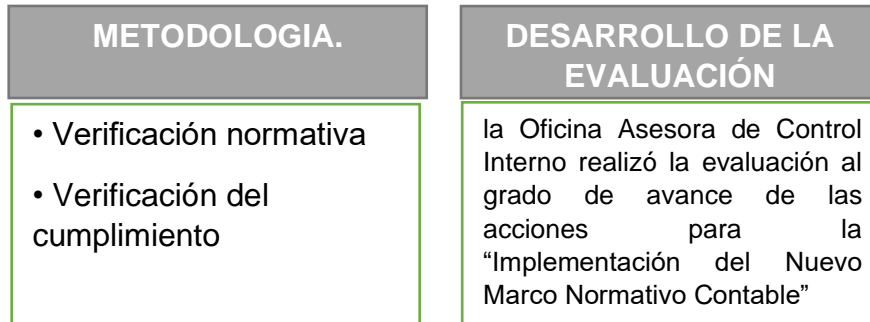 METODOLOGIA.
• Verificación normativa
• Verificación del
cumplimiento
DESARROLLO DE LA
EVALUACIÓN
la Oficina Asesora de Control
Interno realizó la evaluación al
grado de avance de las
acciones para la
“Implementación del Nuevo
Marco Normativo Contable”